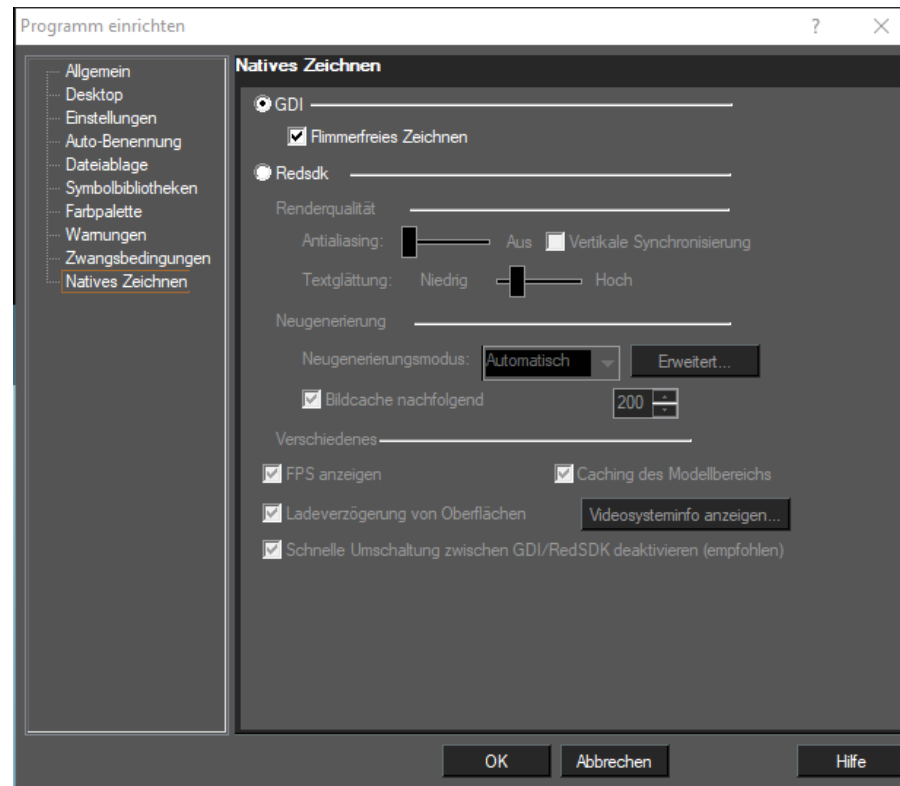 Programm einrichten ?
Allgemein
Desktop
Einstellungen
Auto-Benennung
Dateiablage
Symbolbibliotheken
Farbpalette
Warnungen
Zwangsbedingungen
Natives Zeichnen
Natives Zeichnen
GDI
Flimmerfreies Zeichnen
Redsdk
Renderqualität
Antialiasing: Aus Vertikale Synchronisierung
Textglättung: Niedrig Hoch
Neugenerierung
Neugenerierungsmodus: Automatisch Erweitert...
Bildcache nachfolgend 200
Verschiedenes
FPS anzeigen Caching des Modellbereichs
Ladeverzögerung von Oberflächen Videosysteminfo anzeigen...
Schnelle Umschaltung zwischen GDI/RedSDK deaktivieren (empfohlen)
OK Abbrechen Hilfe